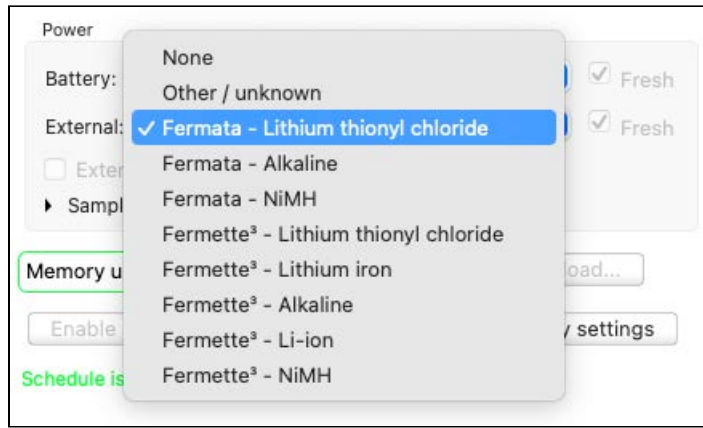 Power
None
Battery:
Fresh
Other / unknown
External:
✓ Fermata - Lithium thionyl chloride
Fresh
Exter
Fermata - Alkaline
Sampl
Fermata - NiMH
Fermette³ - Lithium thionyl chloride
Memory u
Fermette³ - Lithium iron
oad...
Fermette³ - Alkaline
Enable
Fermette³ - Li-ion
y settings
Schedule is
Fermette³ - NiMH